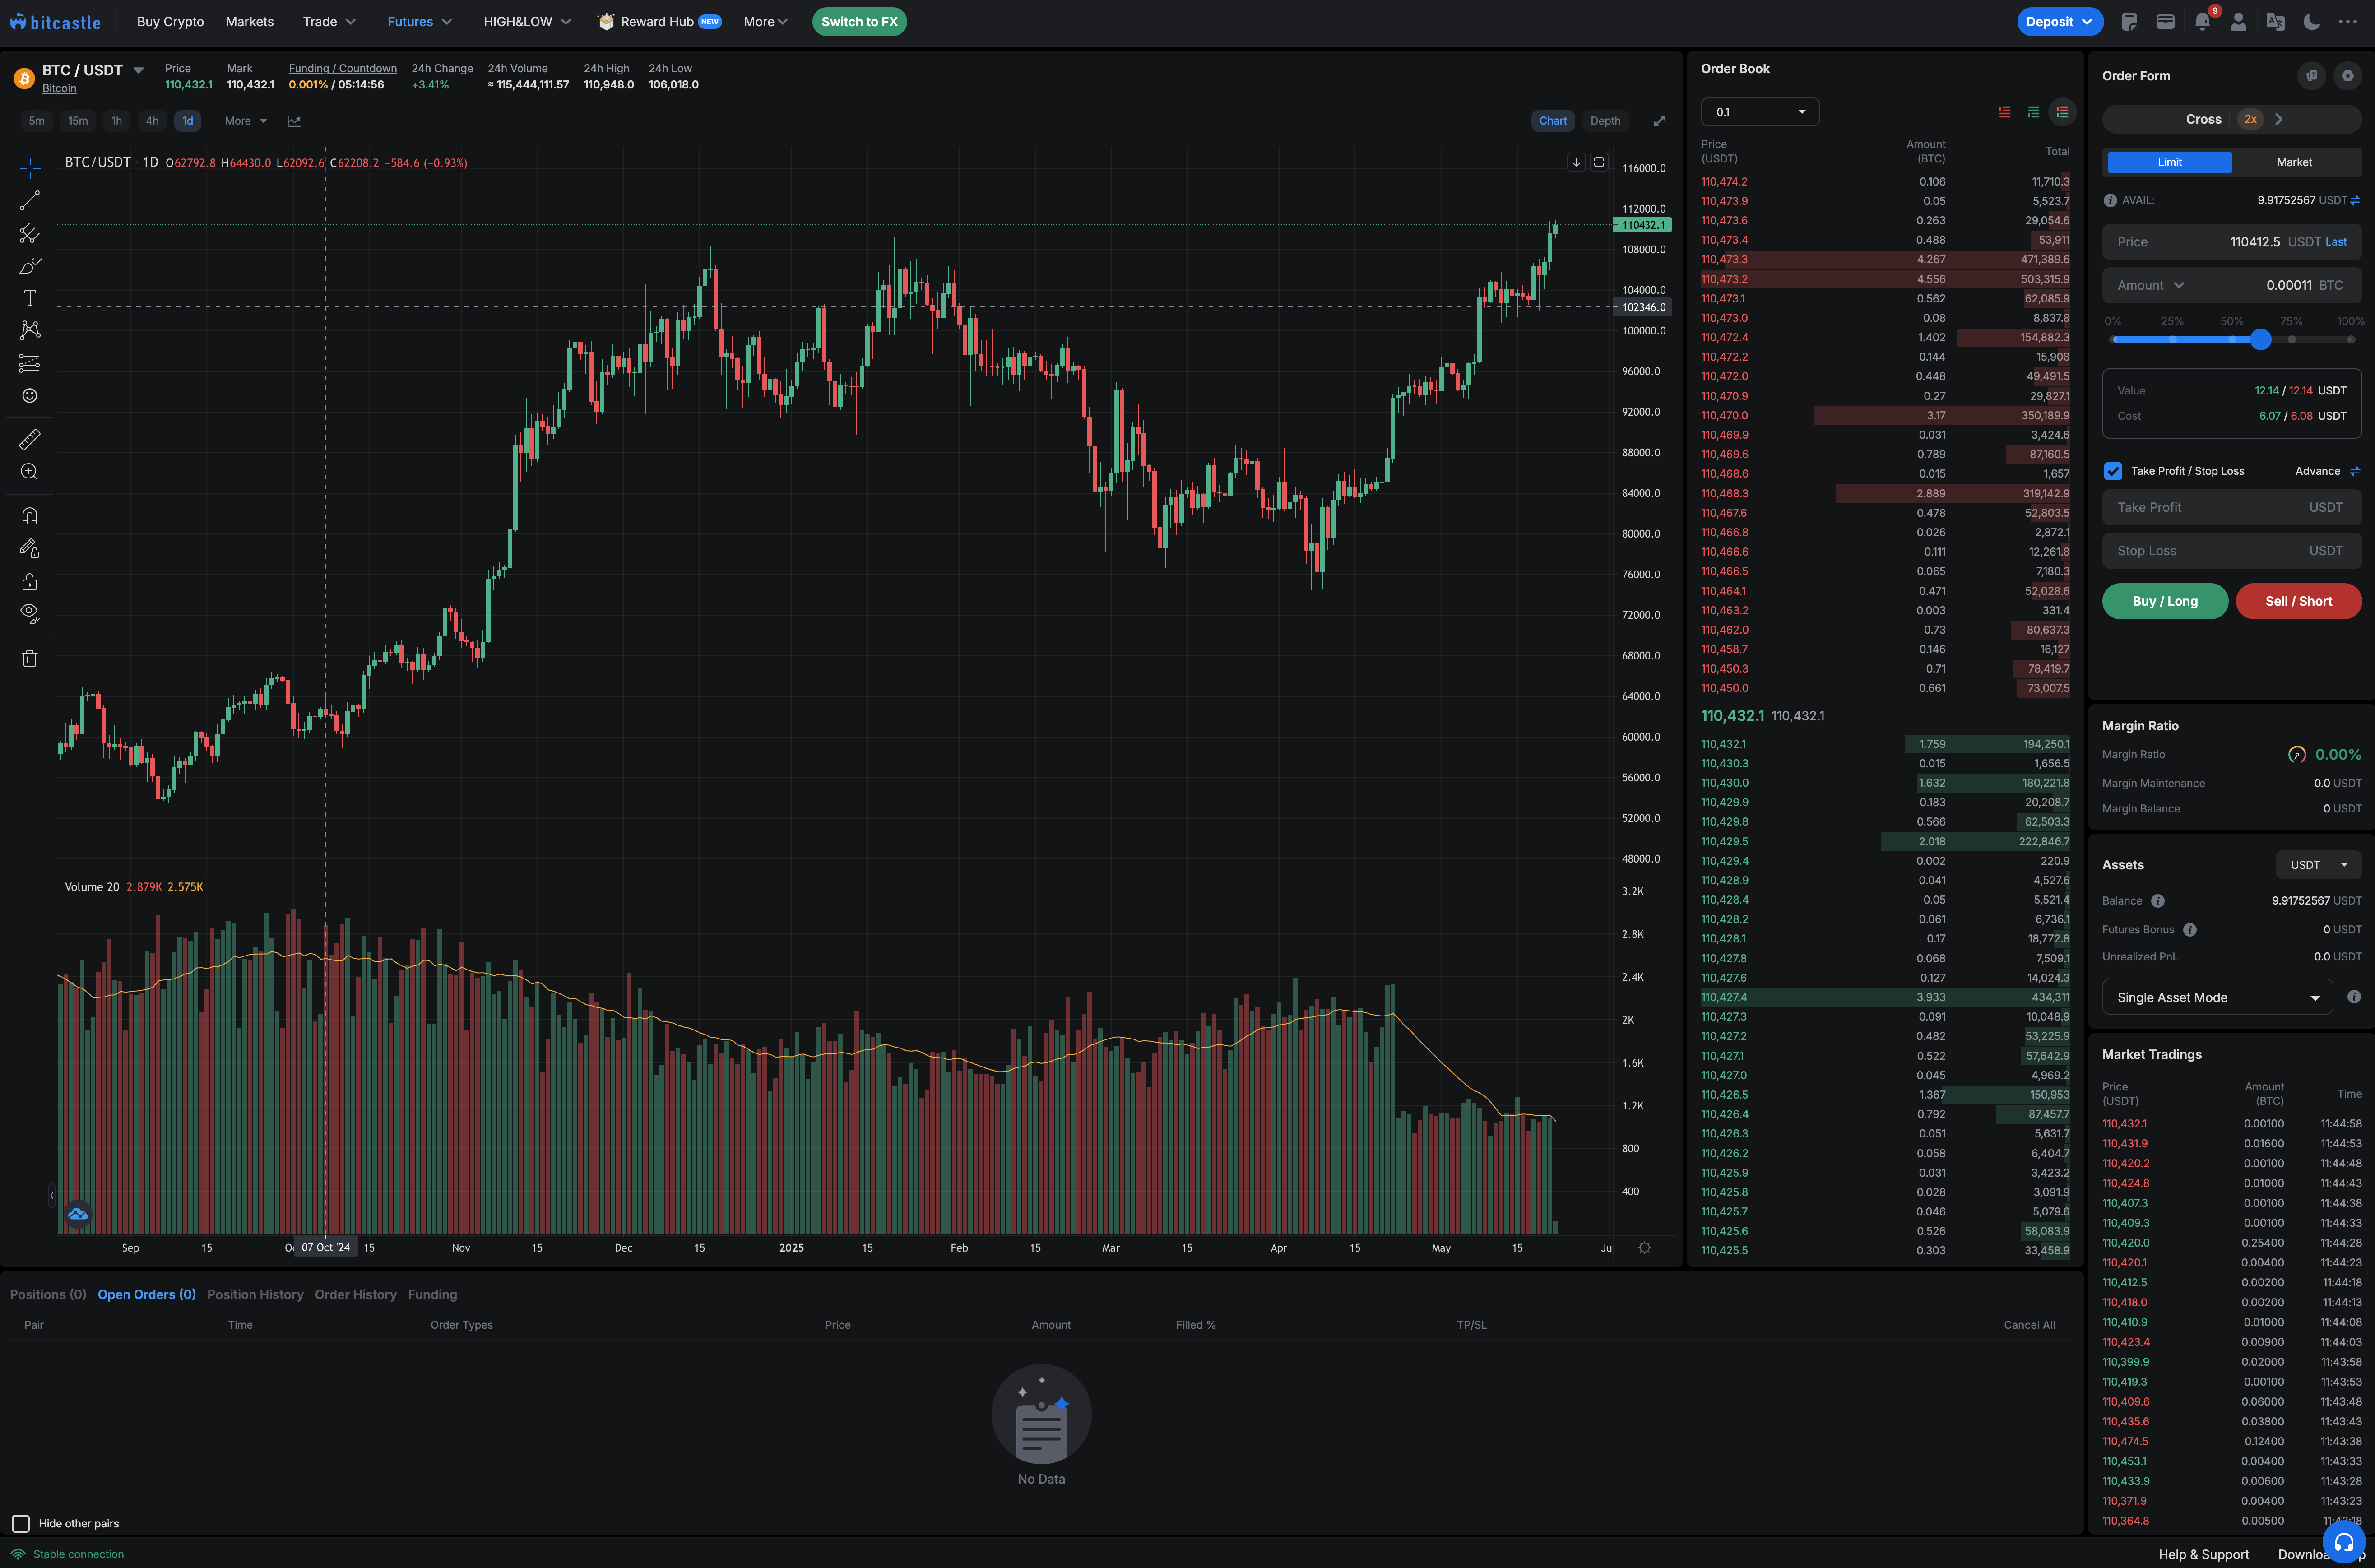 bitcastle
Buy Crypto
Markets
Trade
Futures
HIGH&LOW
Reward Hub NEW
More
Switch to FX
Deposit
9
BTC / USDT
Bitcoin
Price
110,432.1
Mark
110,432.1
Funding / Countdown
0.001% / 05:14:56
24h Change
+3.41%
24h Volume
≈ 115,444,111.57
24h High
110,948.0
24h Low
106,018.0
5m 15m 1h 4h 1d More
Chart Depth
BTC/USDT 1D O62792.8 H64430.0 L62092.6 C62208.2 −584.6 (−0.93%)
116000.0
112000.0
110432.1
108000.0
104000.0
102346.0
100000.0
96000.0
92000.0
88000.0
84000.0
80000.0
76000.0
72000.0
68000.0
64000.0
60000.0
56000.0
52000.0
48000.0
Volume 20 2.879K 2.575K
3.2K
2.8K
2.4K
2K
1.6K
1.2K
800
400
Sep 15 07 Oct '24 15 Nov 15 Dec 15 2025 15 Feb 15 Mar 15 Apr 15 May 15
Order Book
0.1
Price (USDT) Amount (BTC) Total
110,474.2 0.106 11,710.3
110,473.9 0.05 5,523.7
110,473.6 0.263 29,054.6
110,473.4 0.488 53,911
110,473.3 4.267 471,389.6
110,473.2 4.556 503,315.9
110,473.1 0.562 62,085.9
110,473.0 0.08 8,837.8
110,472.4 1.402 154,882.3
110,472.2 0.144 15,908
110,472.0 0.448 49,491.5
110,470.9 0.27 29,827.1
110,470.0 3.17 350,189.9
110,469.9 0.031 3,424.6
110,469.6 0.789 87,160.5
110,468.6 0.015 1,657
110,468.3 2.889 319,142.9
110,467.6 0.478 52,803.5
110,466.8 0.026 2,872.1
110,466.6 0.111 12,261.8
110,466.5 0.065 7,180.3
110,464.1 0.471 52,028.6
110,463.2 0.003 331.4
110,462.0 0.73 80,637.3
110,458.7 0.146 16,127
110,450.3 0.71 78,419.7
110,450.0 0.661 73,007.5
110,432.1 110,432.1
110,432.1 1.759 194,250.1
110,430.3 0.015 1,656.5
110,430.0 1.632 180,221.8
110,429.9 0.183 20,208.7
110,429.8 0.566 62,503.3
110,429.5 2.018 222,846.7
110,429.4 0.002 220.9
110,428.9 0.041 4,527.6
110,428.4 0.05 5,521.4
110,428.2 0.061 6,736.1
110,428.1 0.17 18,772.8
110,427.8 0.068 7,509.1
110,427.6 0.127 14,024.3
110,427.4 3.933 434,311
110,427.3 0.091 10,048.9
110,427.2 0.482 53,225.9
110,427.1 0.522 57,642.9
110,427.0 0.045 4,969.2
110,426.5 1.367 150,953
110,426.4 0.792 87,457.7
110,426.3 0.051 5,631.7
110,426.2 0.058 6,404.7
110,425.9 0.031 3,423.2
110,425.8 0.028 3,091.9
110,425.7 0.046 5,079.6
110,425.6 0.526 58,083.9
110,425.5 0.303 33,458.9
Order Form
Cross 2x
Limit Market
AVAIL: 9.91752567 USDT
Price 110412.5 USDT Last
Amount 0.00011 BTC
0% 25% 50% 75% 100%
Value 12.14 / 12.14 USDT
Cost 6.07 / 6.08 USDT
Take Profit / Stop Loss Advance
Take Profit USDT
Stop Loss USDT
Buy / Long Sell / Short
Margin Ratio
Margin Ratio 0.00%
Margin Maintenance 0.0 USDT
Margin Balance 0 USDT
Assets USDT
Balance 9.91752567 USDT
Futures Bonus 0 USDT
Unrealized PnL 0.0 USDT
Single Asset Mode
Market Tradings
Price (USDT) Amount (BTC) Time
110,432.1 0.00100 11:44:58
110,431.9 0.01600 11:44:53
110,420.2 0.00100 11:44:48
110,424.8 0.01000 11:44:43
110,407.3 0.00100 11:44:38
110,409.3 0.00100 11:44:33
110,420.0 0.25400 11:44:28
110,420.1 0.00400 11:44:23
110,412.5 0.00200 11:44:18
110,418.0 0.00200 11:44:13
110,410.9 0.01000 11:44:08
110,423.4 0.00900 11:44:03
110,399.9 0.02000 11:43:58
110,419.3 0.00100 11:43:53
110,409.6 0.06000 11:43:48
110,435.6 0.03800 11:43:43
110,474.5 0.12400 11:43:38
110,453.1 0.00400 11:43:33
110,433.9 0.00600 11:43:28
110,371.9 0.00400 11:43:23
110,364.8 0.00500
Positions (0) Open Orders (0) Position History Order History Funding
Pair Time Order Types Price Amount Filled % TP/SL Cancel All
No Data
Hide other pairs
Stable connection
Help & Support